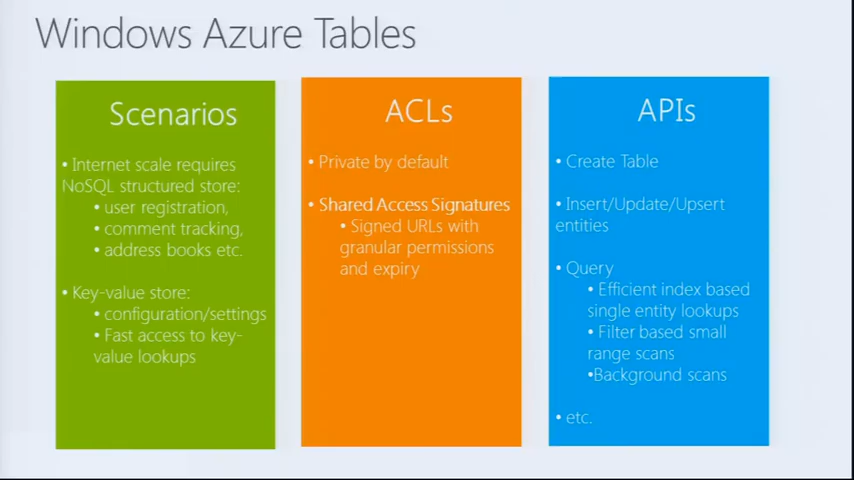 Windows Azure Tables
Scenarios
• Internet scale requires
NoSQL structured store:
• user registration,
• comment tracking,
• address books etc.
• Key-value store:
• configuration/settings
• Fast access to key-
value lookups
ACLs
• Private by default
• Shared Access Signatures
• Signed URLs with
granular permissions
and expiry
APIs
• Create Table
• Insert/Update/Upsert
entities
• Query
• Efficient index based
single entity lookups
• Filter based small
range scans
•Background scans
• etc.